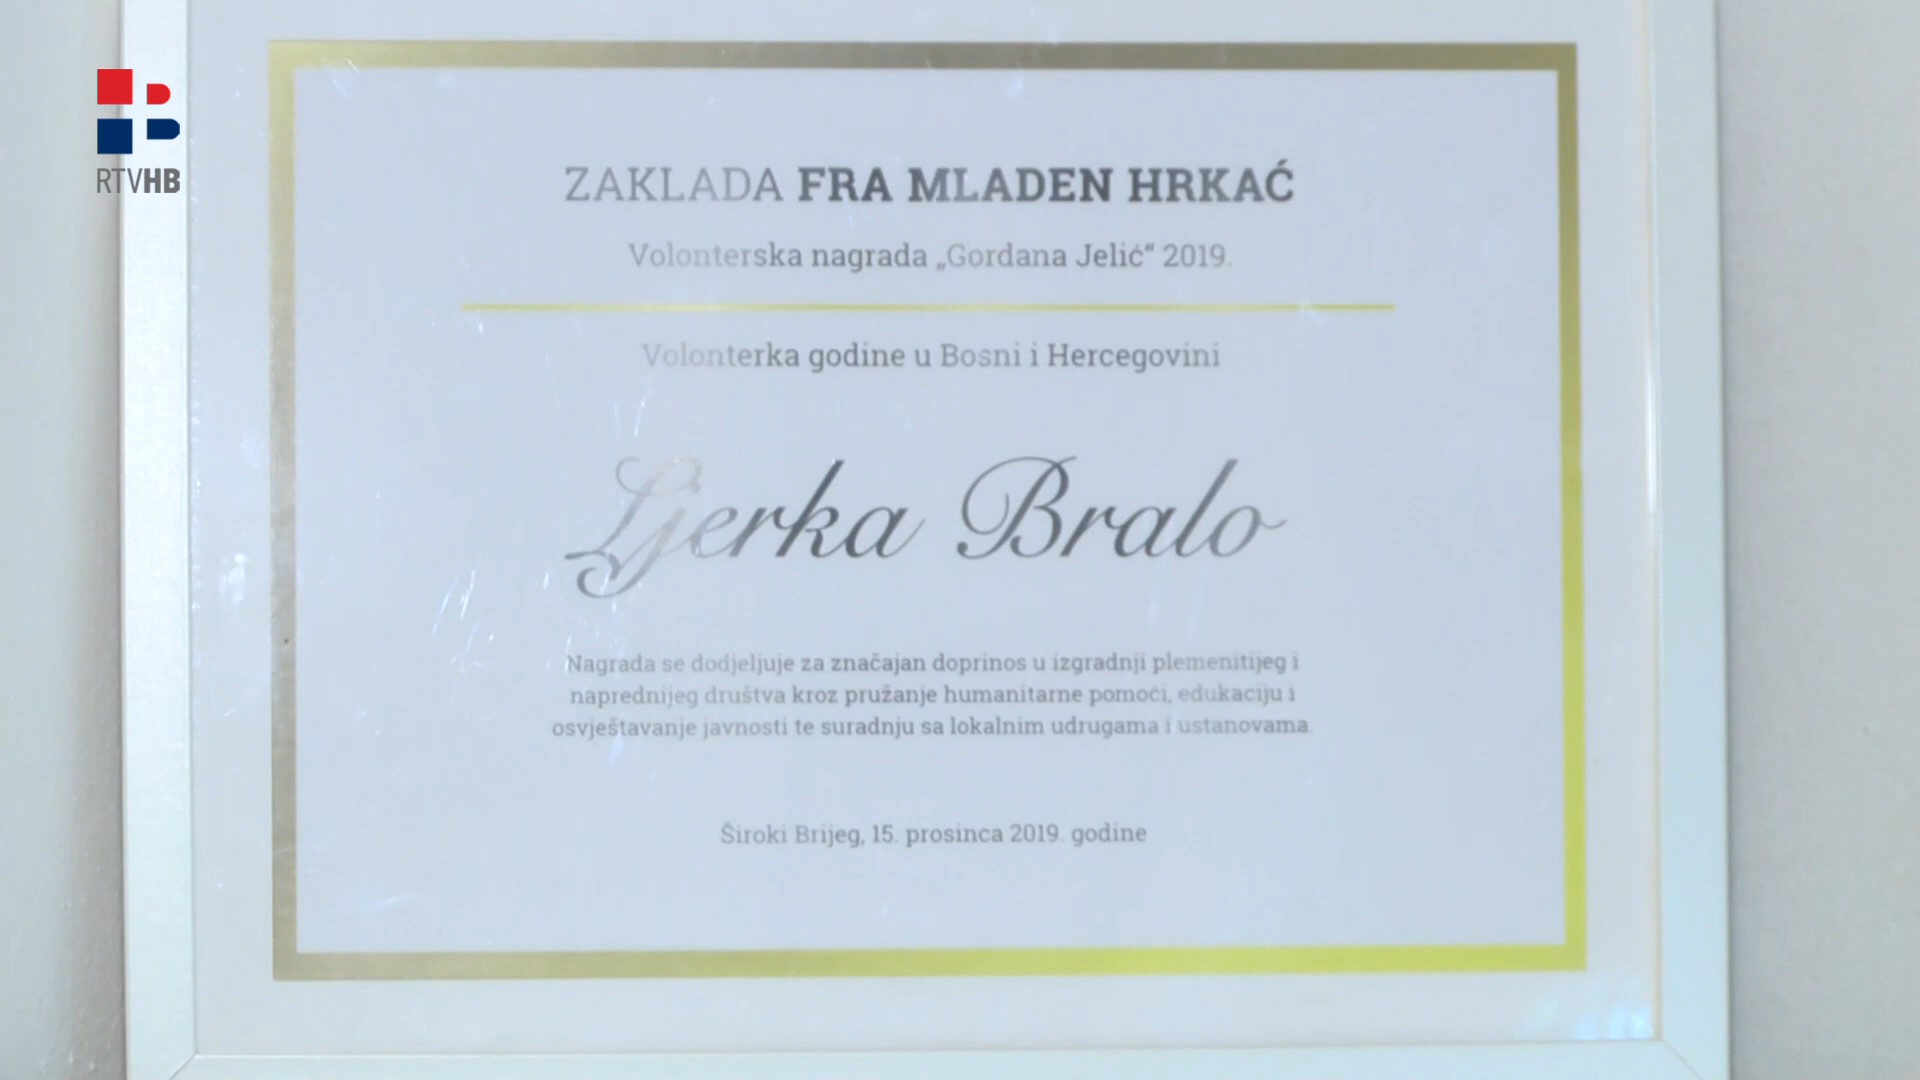 RTVHB
ZAKLADA FRA MLADEN HRKAĆ
Volonterska nagrada „Gordana Jelić“ 2019.
Volonterka godine u Bosni i Hercegovini
Ljerka Bralo
Nagrada se dodjeljuje za značajan doprinos u izgradnji plemenitijeg i
naprednijeg društva kroz pružanje humanitarne pomoći, edukaciju i
osvještavanje javnosti te suradnju sa lokalnim udrugama i ustanovama.
Široki Brijeg, 15. prosinca 2019. godine